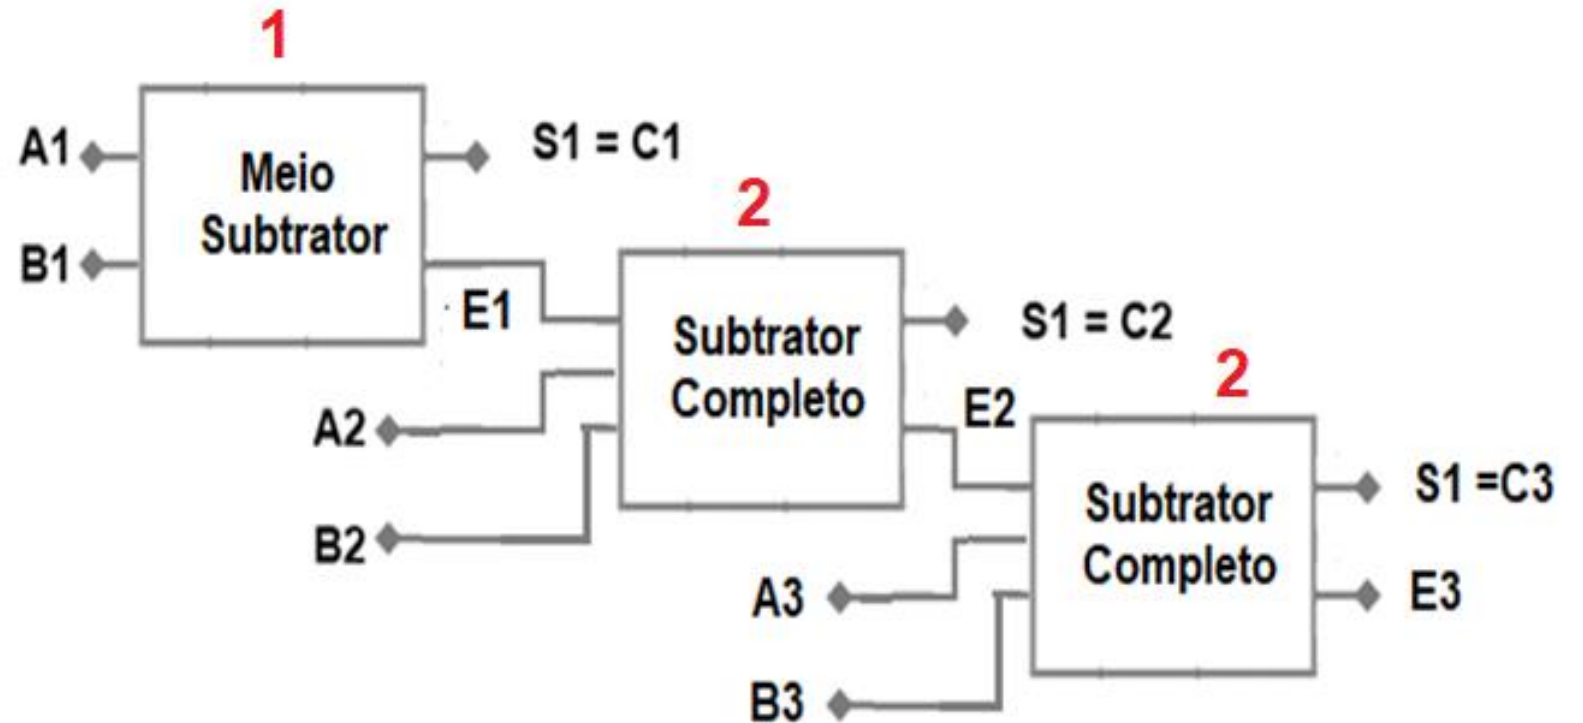 1
A1
Meio
Subtrator
S1 = C1
B1
E1
2
Subtrator
Completo
S1 = C2
A2
B2
E2
2
Subtrator
Completo
S1 =C3
A3
E3
B3